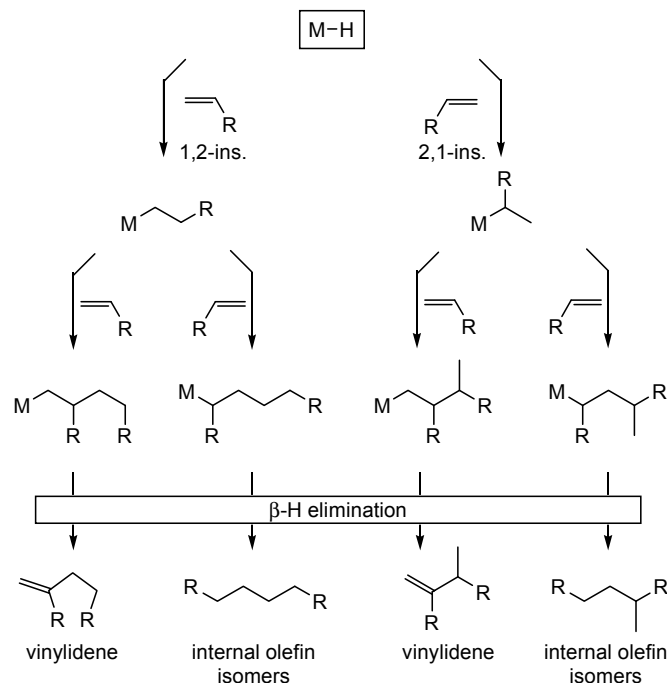 M-H
R
R
1,2-ins.
2,1-ins.
M
R
R
M
R
R
R
R
M
R
R
M
R
R
M
R
R
M
R
R
β-H elimination
R
R
R
R
R
R
R
R
vinylidene
internal olefin
isomers
vinylidene
internal olefin
isomers